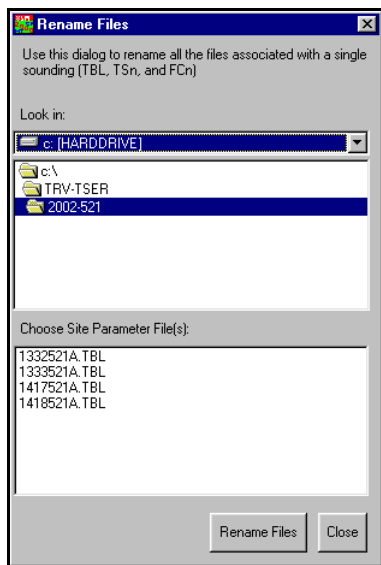 Rename Files
Use this dialog to rename all the files associated with a single
sounding (TBL, TSn, and FCn)
Look in:
c: [HARDDRIVE]
c:\
TRV-TSER
2002-521
Choose Site Parameter File(s):
1332521A.TBL
1333521A.TBL
1417521A.TBL
1418521A.TBL
Rename Files Close